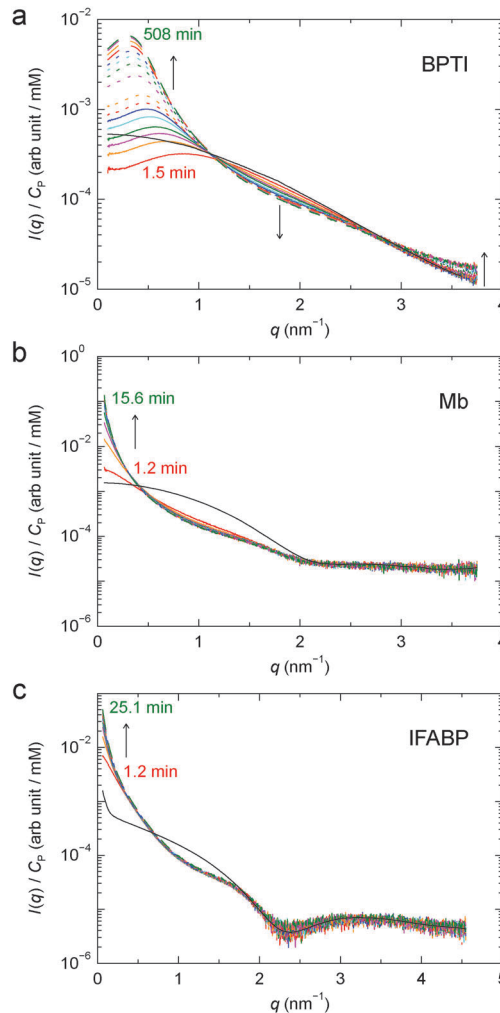 a
508 min
BPTI
1.5 min
I(q) / C_P (arb unit / mM)
10⁻²
10⁻³
10⁻⁴
10⁻⁵
0 1 2 3 4
q (nm⁻¹)
b
Mb
15.6 min
1.2 min
I(q) / C_P (arb unit / mM)
10⁰
10⁻²
10⁻⁴
10⁻⁶
0 1 2 3 4
q (nm⁻¹)
c
25.1 min
IFABP
1.2 min
I(q) / C_P (arb unit / mM)
10⁻²
10⁻⁴
10⁻⁶
0 1 2 3 4 5
q (nm⁻¹)